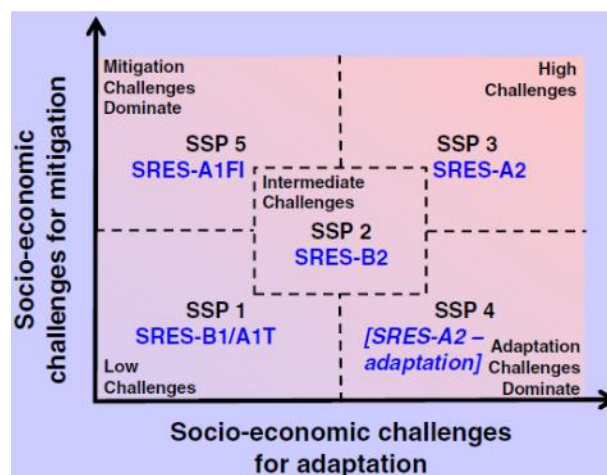 Socio-economic
challenges for mitigation
Mitigation
Challenges
Dominate
High
Challenges
SSP 5
SRES-A1FI
SSP 3
SRES-A2
Intermediate
Challenges
SSP 2
SRES-B2
SSP 1
SRES-B1/A1T
Low
Challenges
SSP 4
[SRES-A2 –
adaptation]
Adaptation
Challenges
Dominate
Socio-economic challenges
for adaptation